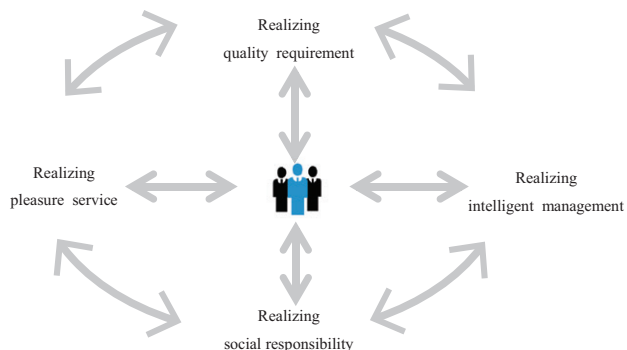 Realizing
quality requirement
Realizing
pleasure service
Realizing
intelligent management
Realizing
social responsibility